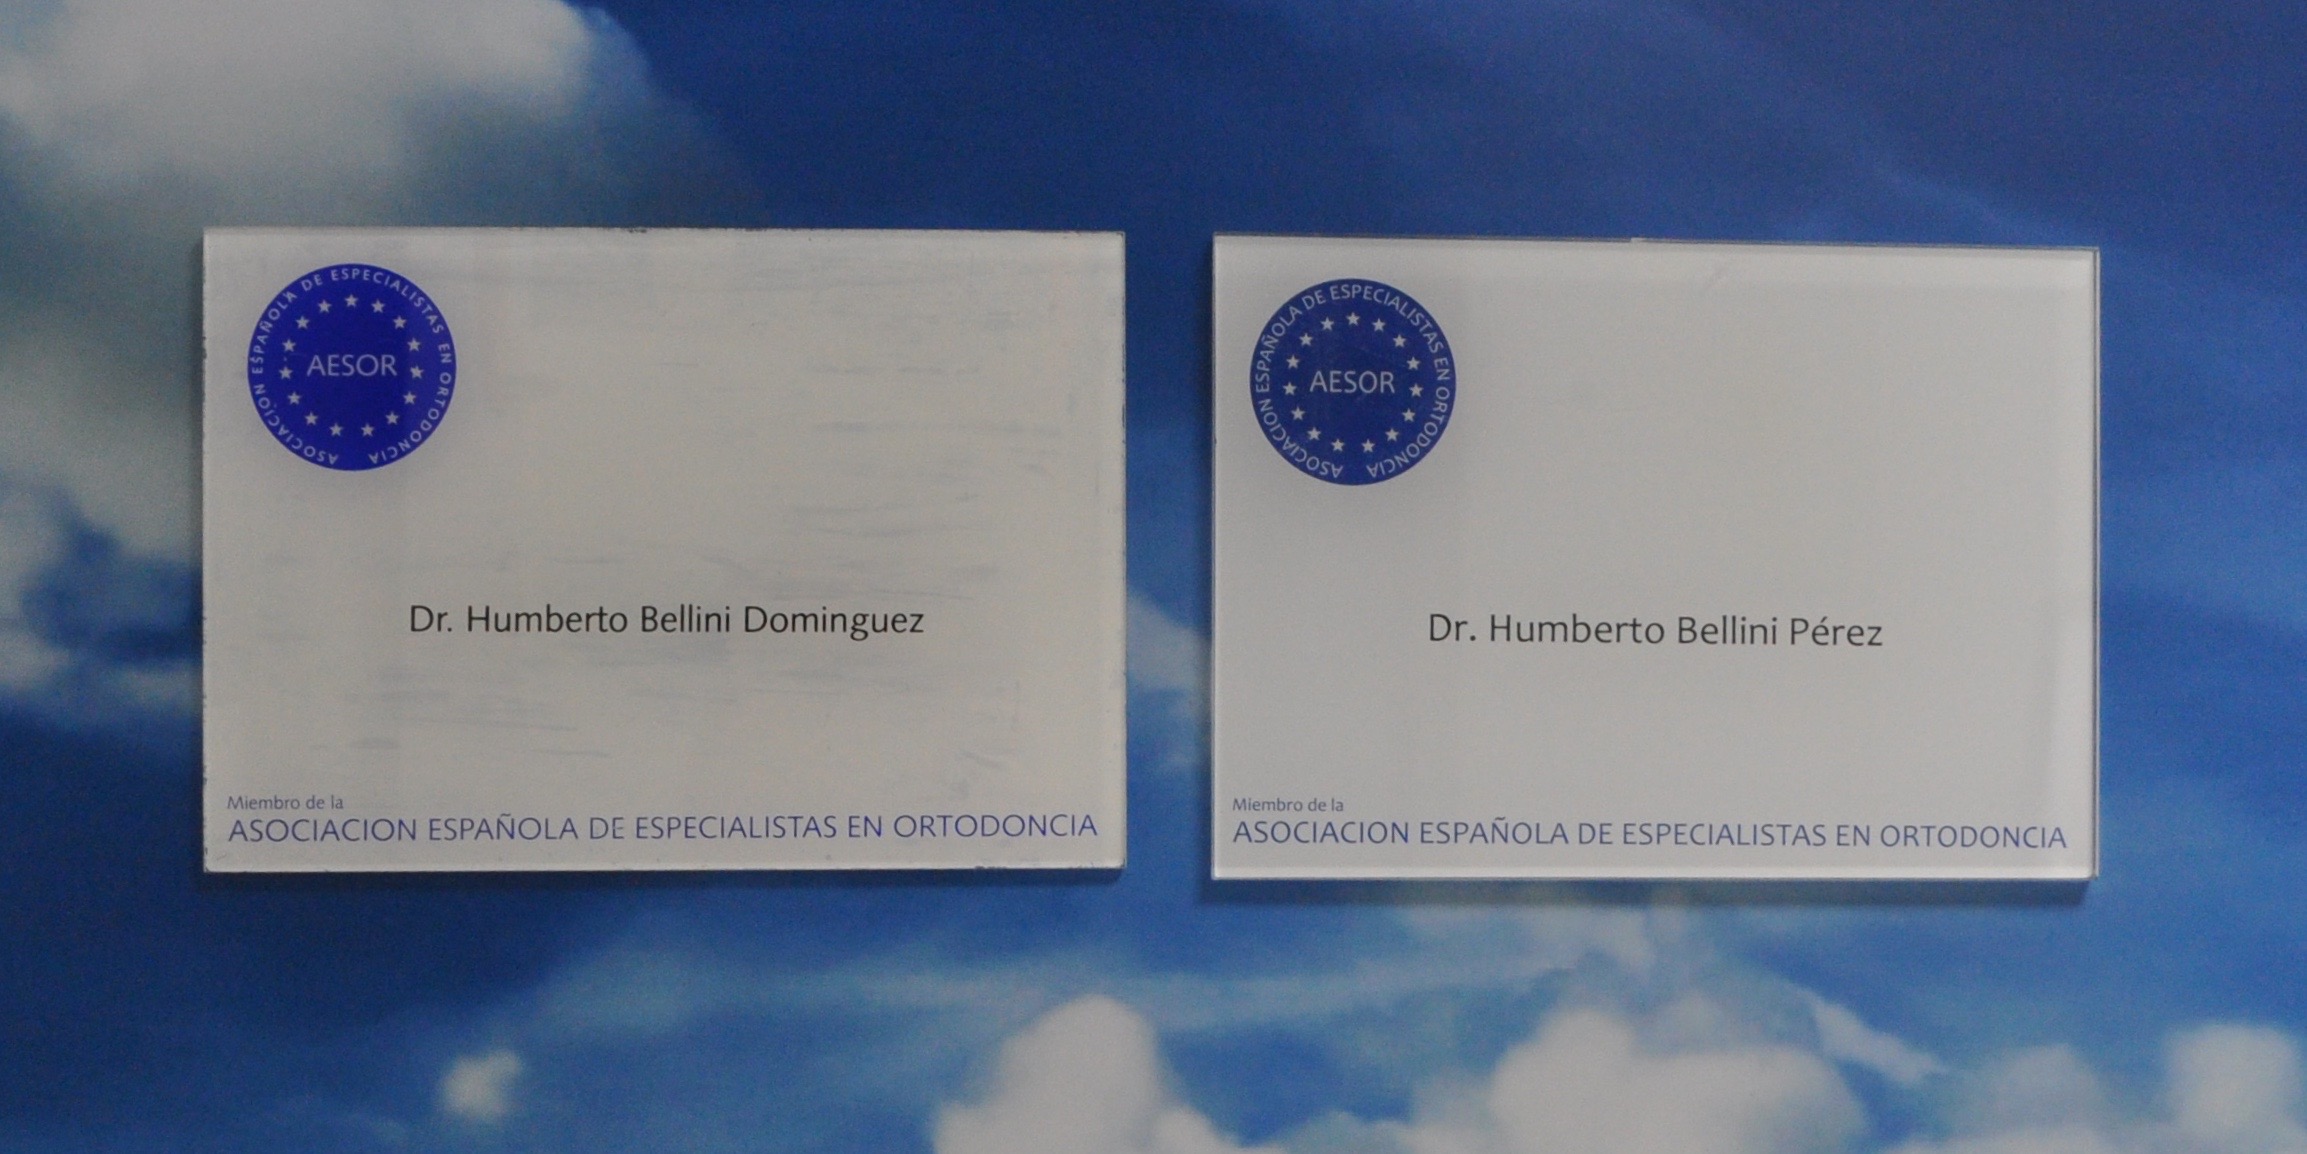 ASOCIACION ESPAÑOLA DE ESPECIALISTAS EN ORTODONCIA
AESOR
Dr. Humberto Bellini Dominguez
Miembro de la
ASOCIACION ESPAÑOLA DE ESPECIALISTAS EN ORTODONCIA
ASOCIACION ESPAÑOLA DE ESPECIALISTAS EN ORTODONCIA
AESOR
Dr. Humberto Bellini Pérez
Miembro de la
ASOCIACION ESPAÑOLA DE ESPECIALISTAS EN ORTODONCIA